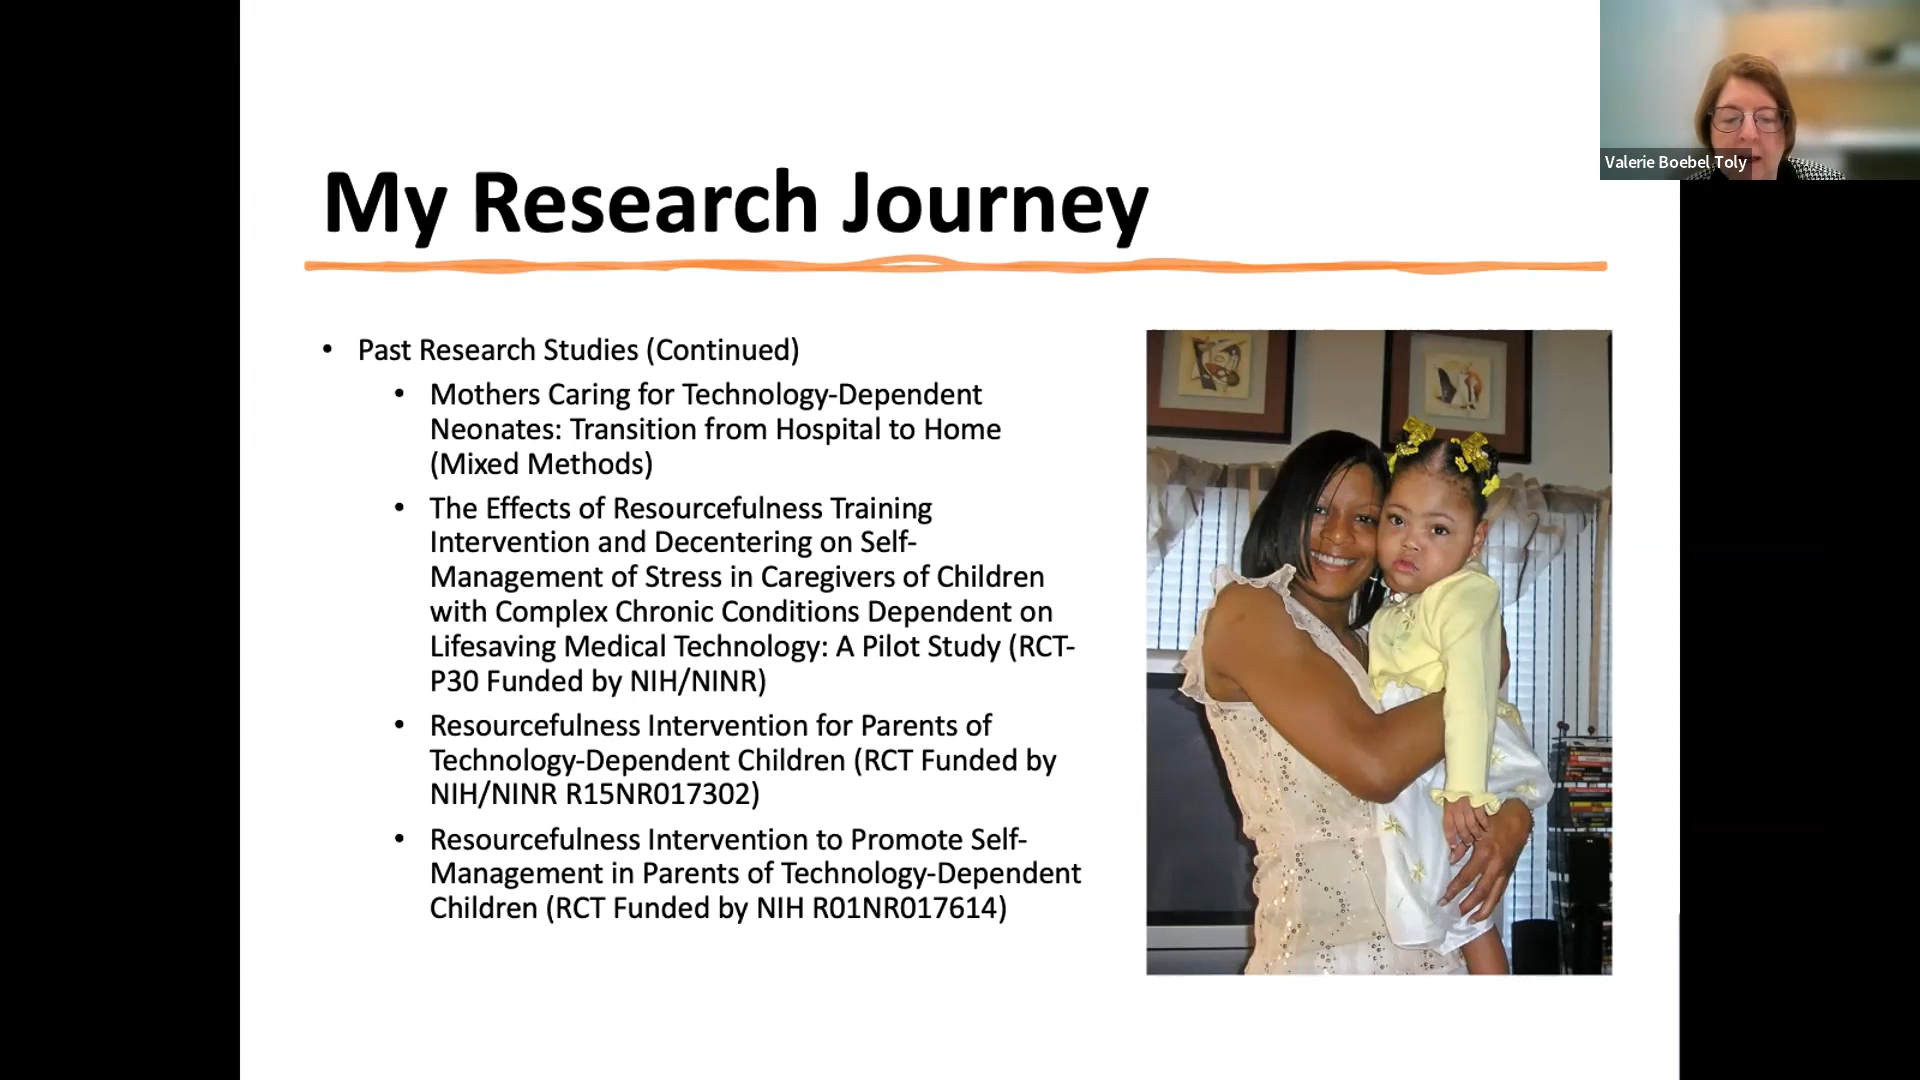 Valerie Boebel Toly
My Research Journey
• Past Research Studies (Continued)
• Mothers Caring for Technology-Dependent
Neonates: Transition from Hospital to Home
(Mixed Methods)
• The Effects of Resourcefulness Training
Intervention and Decentering on Self-
Management of Stress in Caregivers of Children
with Complex Chronic Conditions Dependent on
Lifesaving Medical Technology: A Pilot Study (RCT-
P30 Funded by NIH/NINR)
• Resourcefulness Intervention for Parents of
Technology-Dependent Children (RCT Funded by
NIH/NINR R15NR017302)
• Resourcefulness Intervention to Promote Self-
Management in Parents of Technology-Dependent
Children (RCT Funded by NIH R01NR017614)